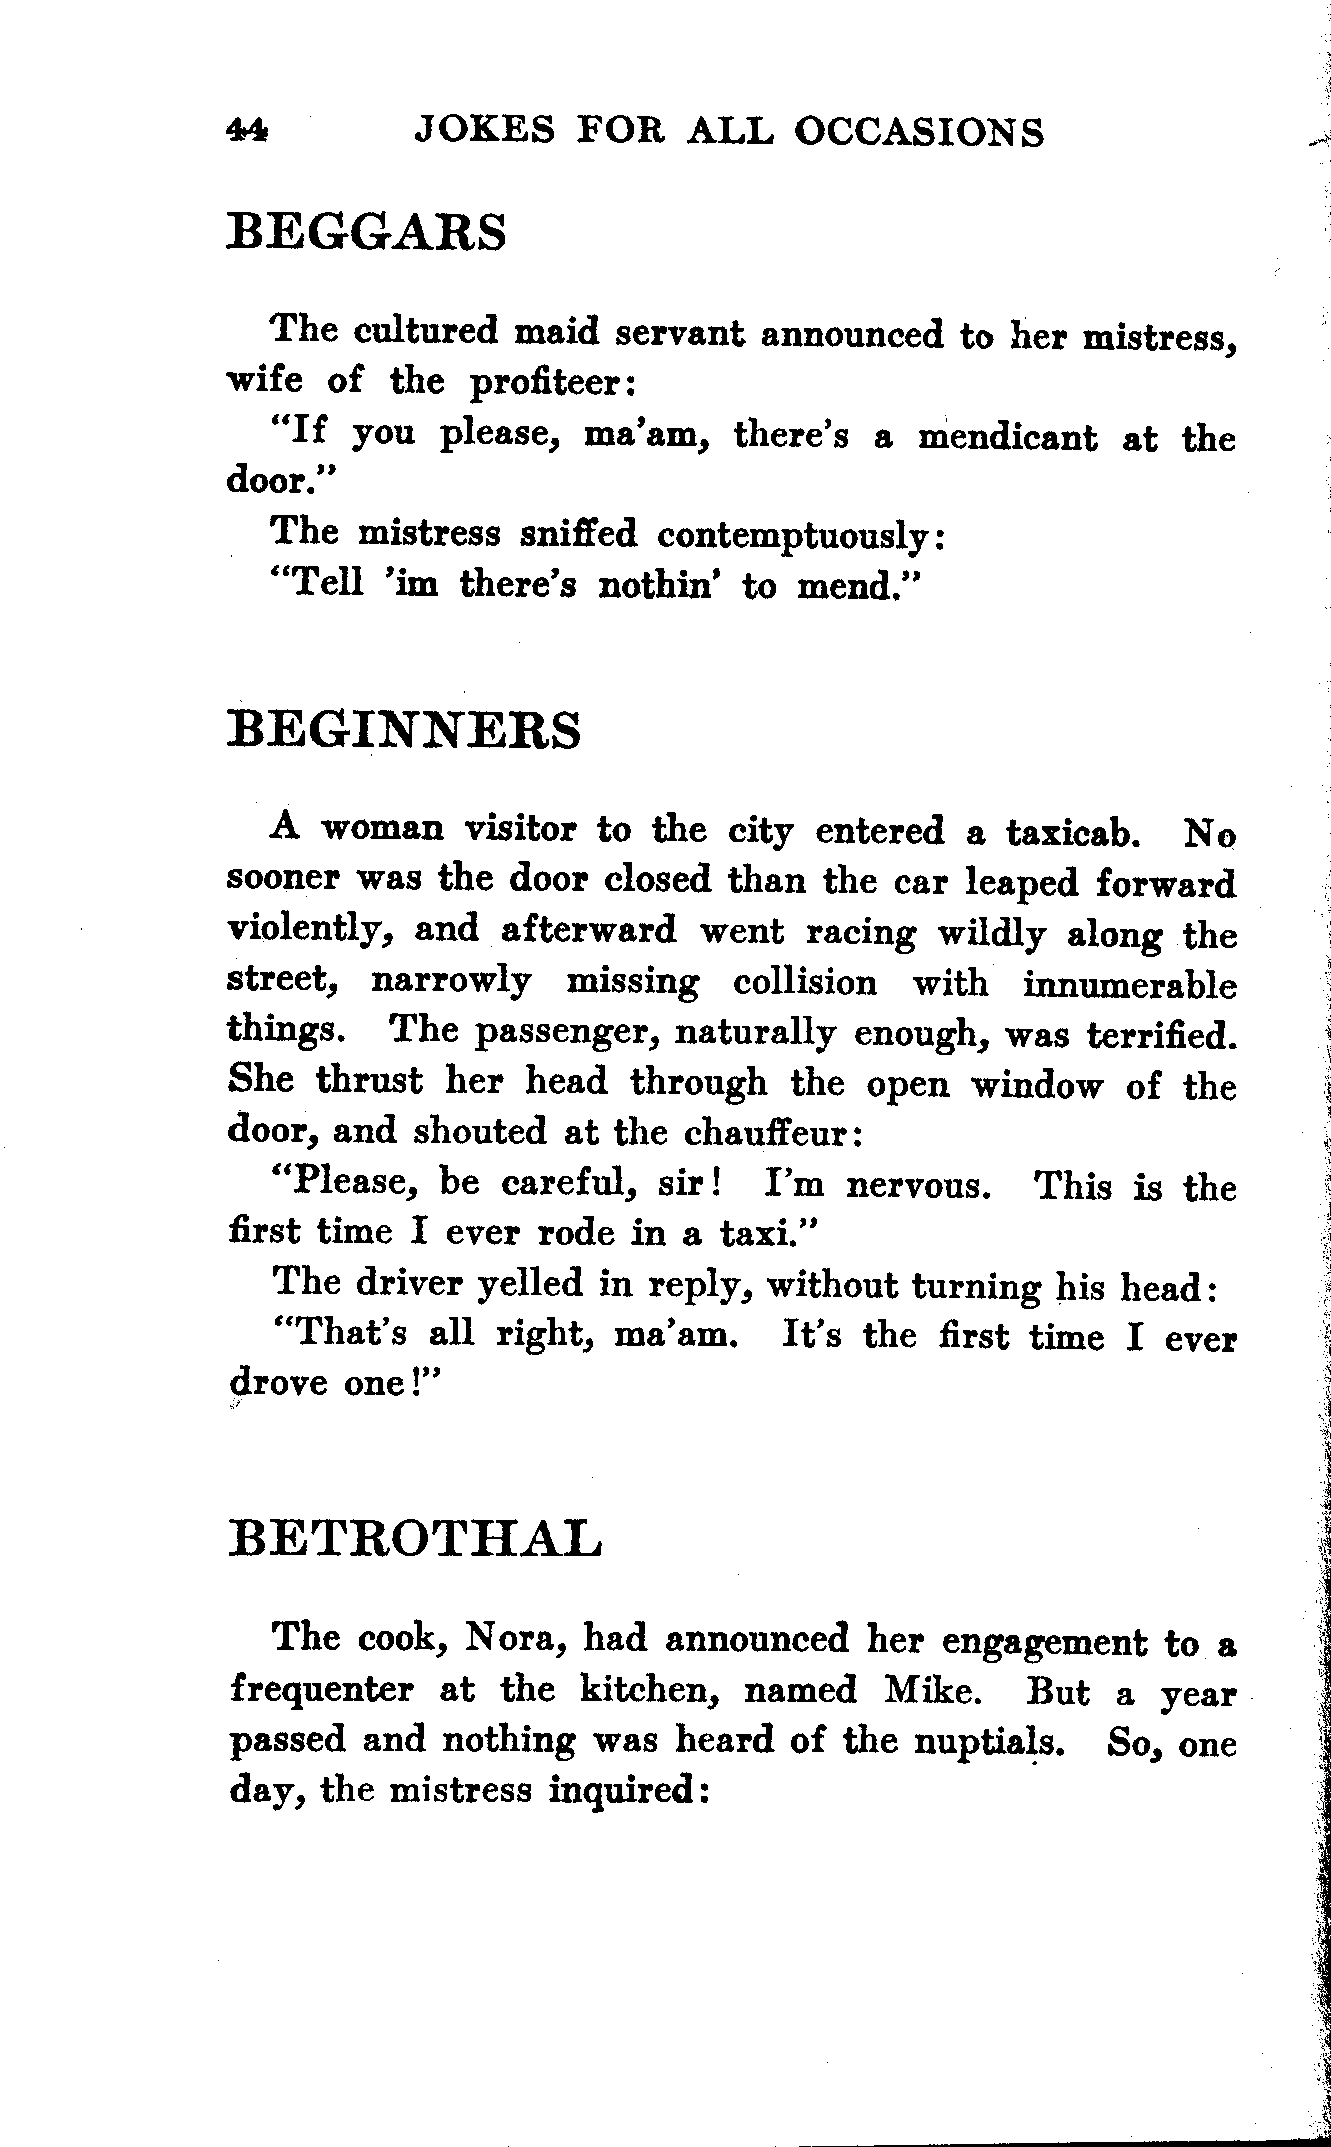 44 JOKES FOR ALL OCCASIONS
BEGGARS
The cultured maid servant announced to her mistress,
wife of the profiteer:
“If you please, ma’am, there’s a mendicant at the
door.”
The mistress sniffed contemptuously:
“Tell ’im there’s nothin’ to mend.”
BEGINNERS
A woman visitor to the city entered a taxicab. No
sooner was the door closed than the car leaped forward
violently, and afterward went racing wildly along the
street, narrowly missing collision with innumerable
things. The passenger, naturally enough, was terrified.
She thrust her head through the open window of the
door, and shouted at the chauffeur:
“Please, be careful, sir! I’m nervous. This is the
first time I ever rode in a taxi.”
The driver yelled in reply, without turning his head:
“That’s all right, ma’am. It’s the first time I ever
drove one!”
BETROTHAL
The cook, Nora, had announced her engagement to a
frequenter at the kitchen, named Mike. But a year
passed and nothing was heard of the nuptials. So, one
day, the mistress inquired: